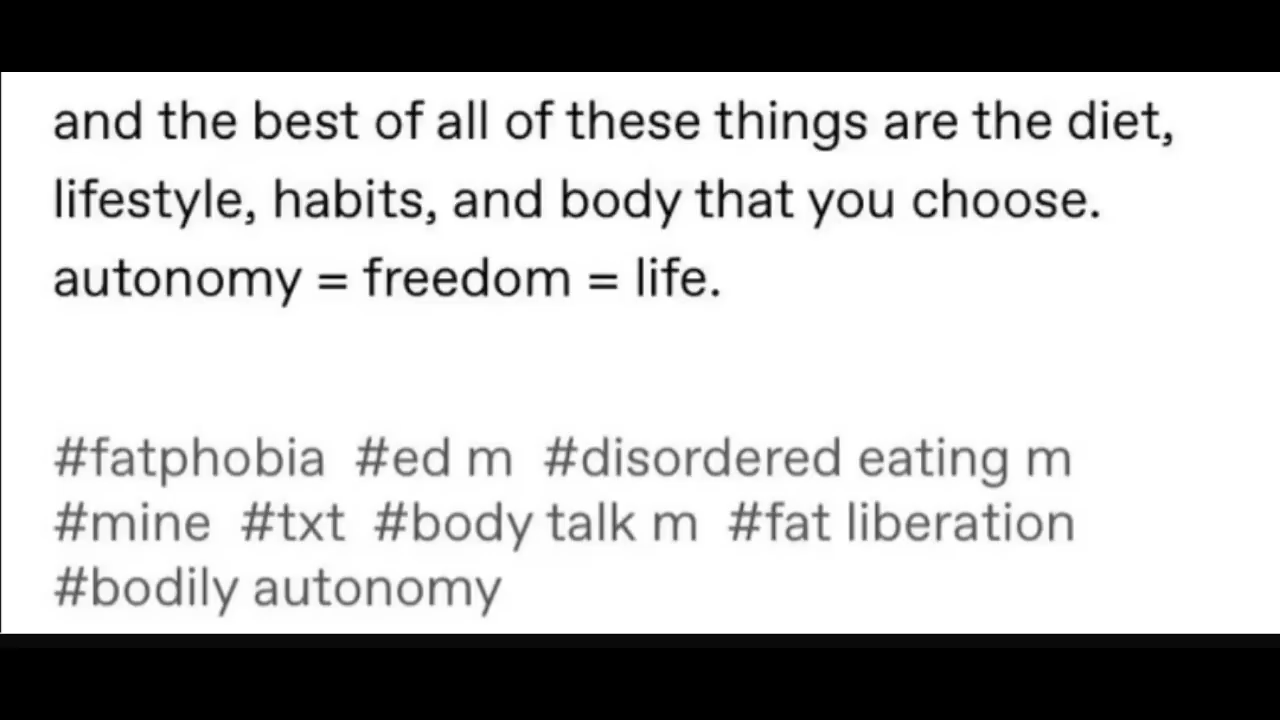 and the best of all of these things are the diet,
lifestyle, habits, and body that you choose.
autonomy = freedom = life.
#fatphobia #ed m #disordered eating m
#mine #txt #body talk m #fat liberation
#bodily autonomy